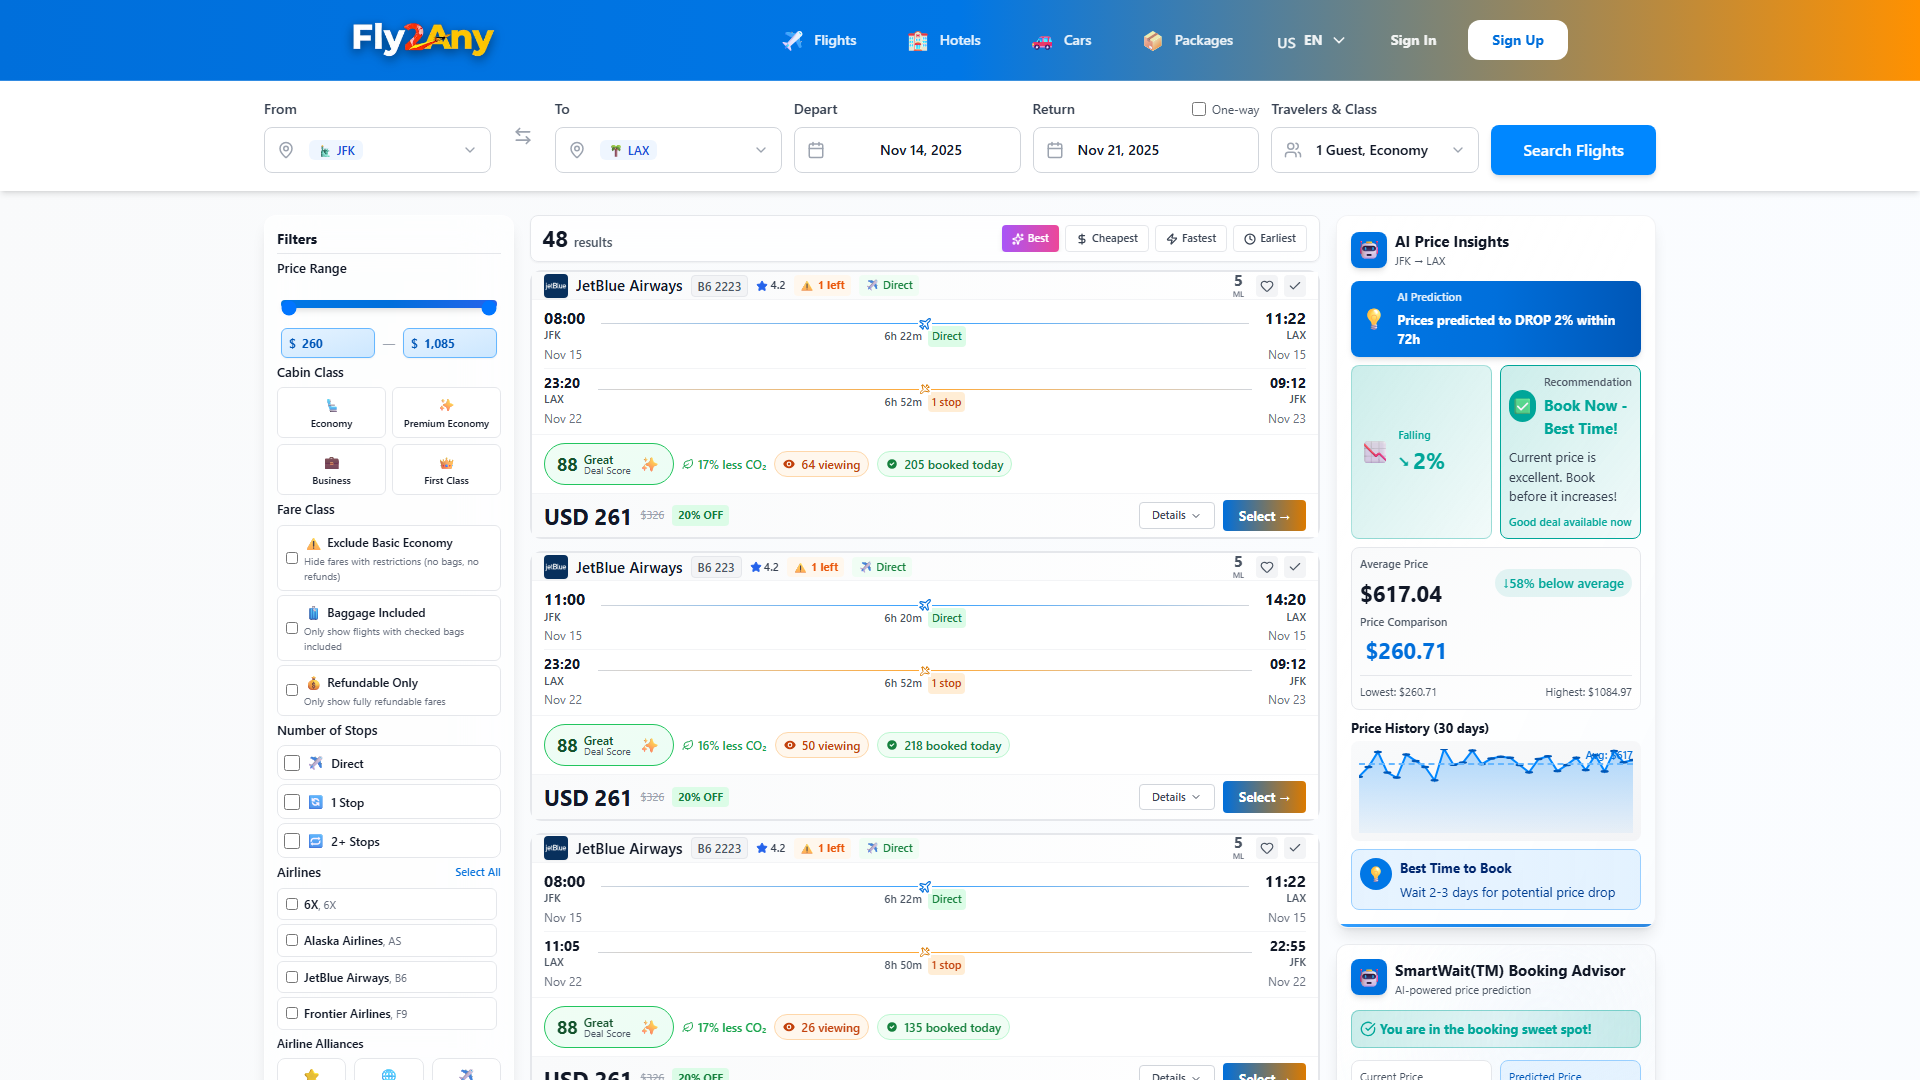 Fly2Any
Flights
Hotels
Cars
Packages
US EN
Sign In
Sign Up
From
JFK
To
LAX
Depart
Nov 14, 2025
Return
One-way
Nov 21, 2025
Travelers & Class
1 Guest, Economy
Search Flights
Filters
Price Range
$ 260 — $ 1,085
Cabin Class
Economy
Premium Economy
Business
First Class
Fare Class
Exclude Basic Economy
Hide fares with restrictions (no bags, no
refunds)
Baggage Included
Only show flights with checked bags
included
Refundable Only
Only show fully refundable fares
Number of Stops
Direct
1 Stop
2+ Stops
Airlines
Select All
6X, 6X
Alaska Airlines, AS
JetBlue Airways, B6
Frontier Airlines, F9
Airline Alliances
48 results
Best
Cheapest
Fastest
Earliest
jetBlue JetBlue Airways B6 2223 4.2 1 left Direct 5
ML
08:00 11:22
JFK 6h 22m Direct LAX
Nov 15 Nov 15
23:20 09:12
LAX 6h 52m 1 stop JFK
Nov 22 Nov 23
88 Great
Deal Score
17% less CO₂ 64 viewing 205 booked today
USD 261 $326 20% OFF Details Select →
jetBlue JetBlue Airways B6 223 4.2 1 left Direct 5
ML
11:00 14:20
JFK 6h 20m Direct LAX
Nov 15 Nov 15
23:20 09:12
LAX 6h 52m 1 stop JFK
Nov 22 Nov 23
88 Great
Deal Score
16% less CO₂ 50 viewing 218 booked today
USD 261 $326 20% OFF Details Select →
jetBlue JetBlue Airways B6 2223 4.2 1 left Direct 5
ML
08:00 11:22
JFK 6h 22m Direct LAX
Nov 15 Nov 15
11:05 22:55
LAX 8h 50m 1 stop JFK
Nov 22 Nov 22
88 Great
Deal Score
17% less CO₂ 26 viewing 135 booked today
USD 261 $326 20% OFF Details Select →
AI Price Insights
JFK → LAX
AI Prediction
Prices predicted to DROP 2% within
72h
Falling
↘ 2%
Recommendation
Book Now -
Best Time!
Current price is
excellent. Book
before it increases!
Good deal available now
Average Price
$617.04
↓58% below average
Price Comparison
$260.71
Lowest: $260.71 Highest: $1084.97
Price History (30 days)
Avg: $617
Best Time to Book
Wait 2-3 days for potential price drop
SmartWait(TM) Booking Advisor
AI-powered price prediction
You are in the booking sweet spot!
Current Price
Predicted Price